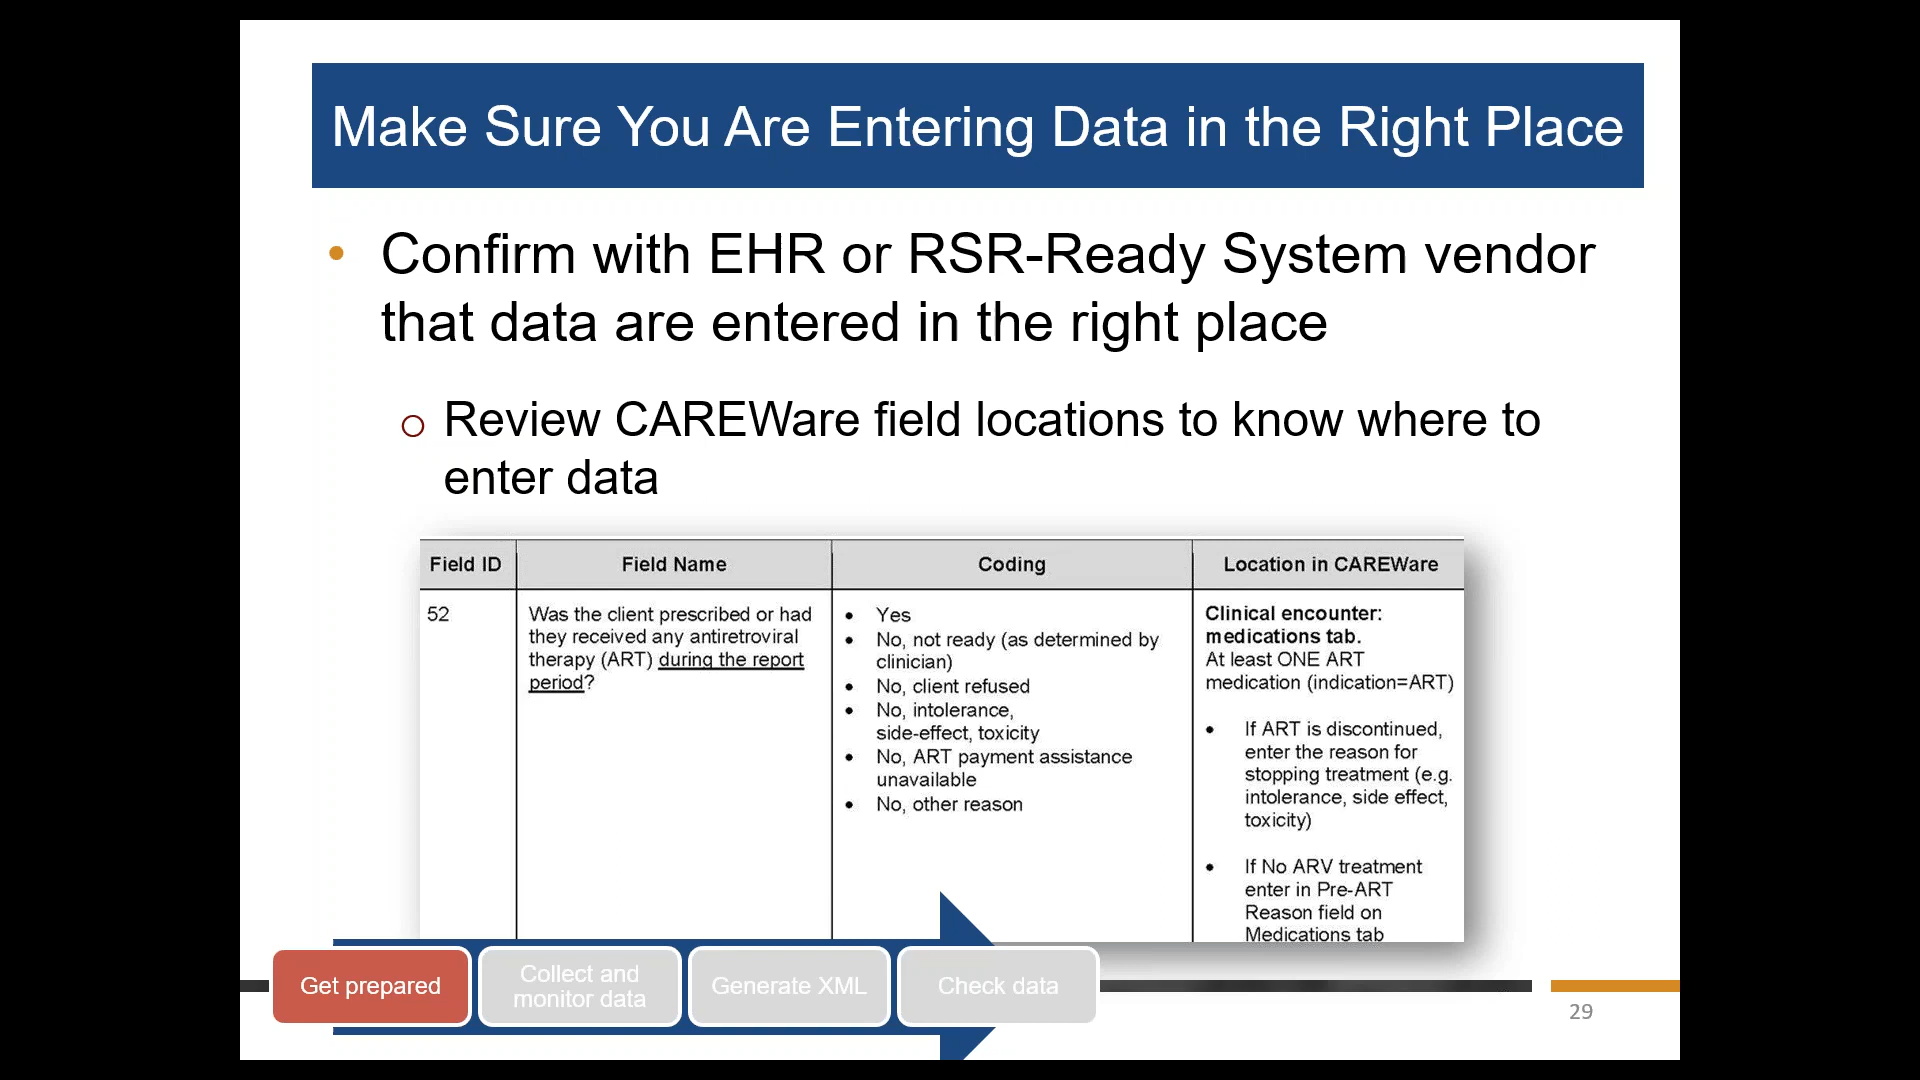 Make Sure You Are Entering Data in the Right Place
• Confirm with EHR or RSR-Ready System vendor
that data are entered in the right place
o Review CAREWare field locations to know where to
enter data
Field ID Field Name Coding Location in CAREWare
52
Was the client prescribed or had
they received any antiretroviral
therapy (ART) during the report
period?
• Yes
• No, not ready (as determined by
clinician)
• No, client refused
• No, intolerance,
side-effect, toxicity
• No, ART payment assistance
unavailable
• No, other reason
Clinical encounter:
medications tab.
At least ONE ART
medication (indication=ART)
• If ART is discontinued,
enter the reason for
stopping treatment (e.g.
intolerance, side effect,
toxicity)
• If No ARV treatment
enter in Pre-ART
Reason field on
Medications tab
Get prepared
Collect and
monitor data
Generate XML
Check data
29